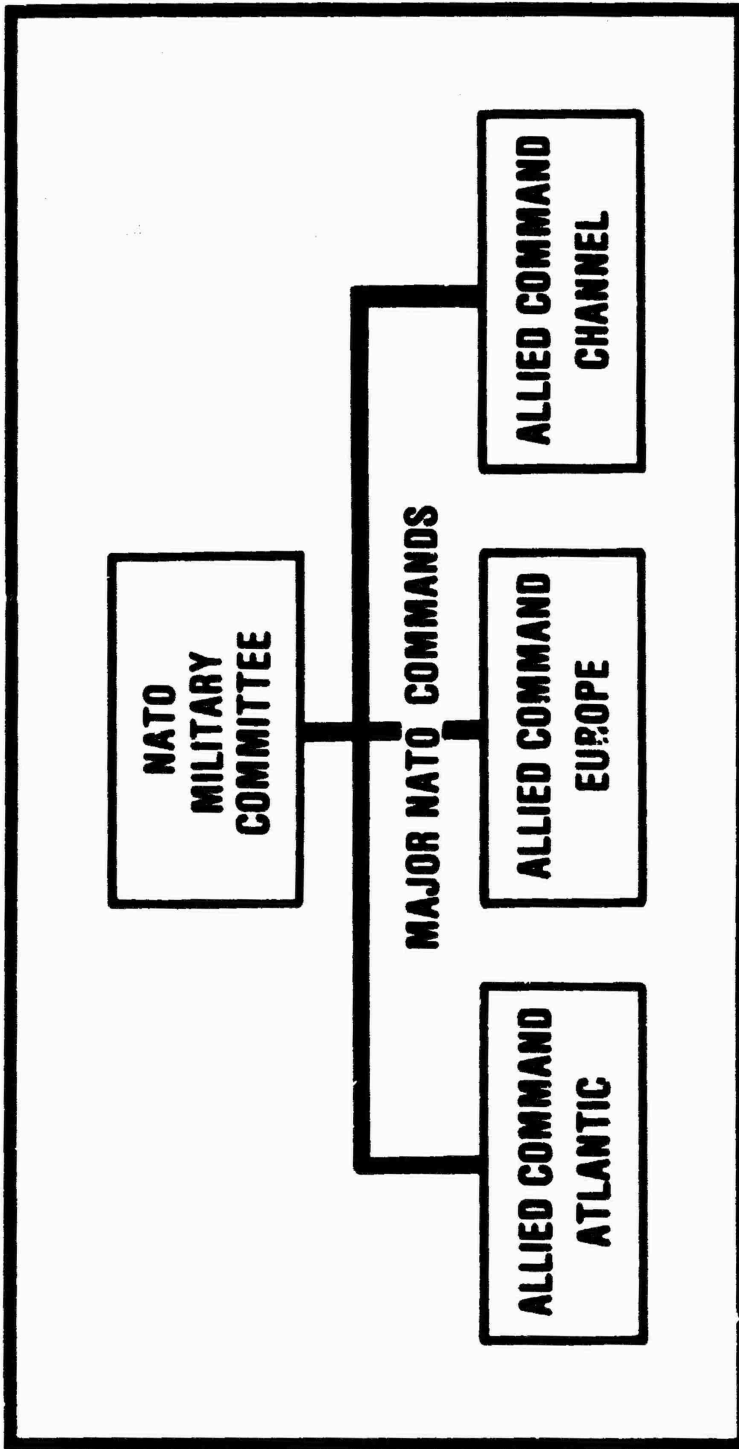 NATO
MILITARY
COMMITTEE
MAJOR NATO COMMANDS
ALLIED COMMAND
ATLANTIC
ALLIED COMMAND
EUROPE
ALLIED COMMAND
CHANNEL